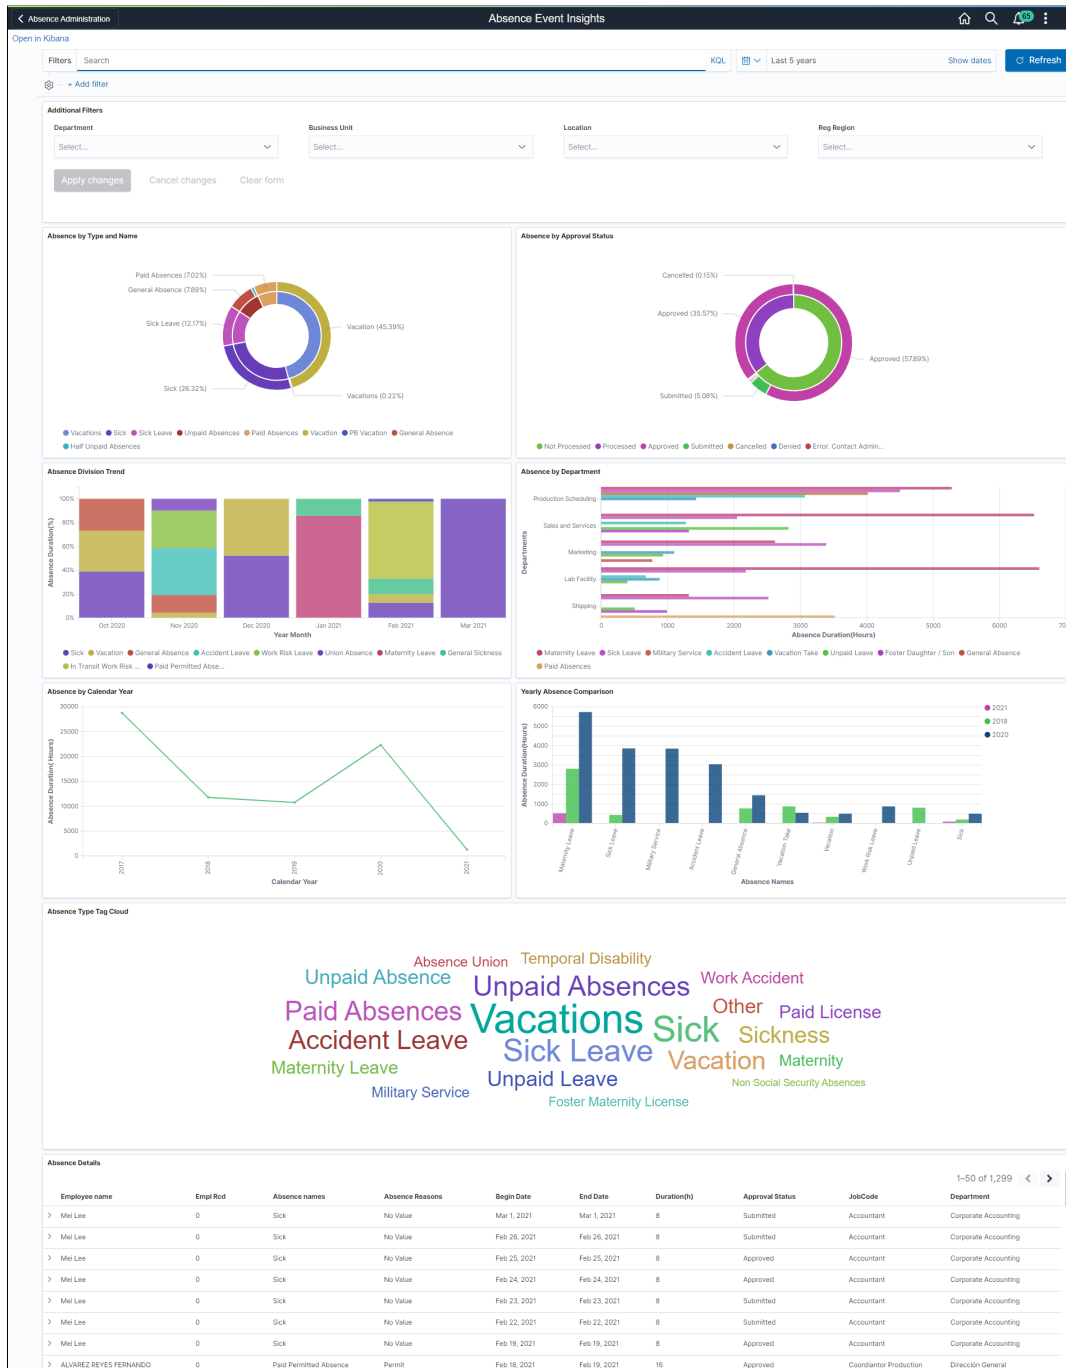 Absence Administration
Absence Event Insights
65
Open in Kibana
Filters Search KQL Last 5 years Show dates Refresh
+ Add filter
Additional Filters
Department Business Unit Location Reg Region
Select... Select... Select... Select...
Apply changes Cancel changes Clear form
Absence by Type and Name
Paid Absences (7.02%)
General Absence (7.89%)
Sick Leave (12.17%)
Vacation (45.39%)
Sick (26.32%)
Vacations (0.22%)
Vacations Sick Sick Leave Unpaid Absences Paid Absences Vacation PB Vacation General Absence
Half Unpaid Absences
Absence by Approval Status
Cancelled (0.15%)
Approved (35.57%)
Approved (57.89%)
Submitted (5.08%)
Not Processed Processed Approved Submitted Cancelled Denied Error. Contact Admin...
Absence Division Trend
100%
80%
60%
40%
20%
0%
Absence Duration(%)
Oct 2020 Nov 2020 Dec 2020 Jan 2021 Feb 2021 Mar 2021
Year Month
Sick Vacation General Absence Accident Leave Work Risk Leave Union Absence Maternity Leave General Sickness
In Transit Work Risk ... Paid Permitted Abse...
Absence by Department
Production Scheduling
Sales and Services
Marketing
Lab Facility
Shipping
Departments
0 1000 2000 3000 4000 5000 6000 70
Absence Duration(Hours)
Maternity Leave Sick Leave Military Service Accident Leave Vacation Take Unpaid Leave Foster Daughter / Son General Absence
Paid Absences
Absence by Calendar Year
30000
25000
20000
15000
10000
5000
0
Absence Duration( Hours)
2017 2018 2019 2020 2021
Calendar Year
Yearly Absence Comparison
6000
5000
4000
3000
2000
1000
0
Absence Duration(Hours)
Maternity Leave Sick Leave Military Service Accident Leave General Absence Vacation Take Vacation Work Risk Leave Unpaid Leave Sick
Absence Names
2021
2019
2020
Absence Type Tag Cloud
Absence Union Temporal Disability
Unpaid Absence Unpaid Absences Work Accident
Paid Absences Vacations Other Paid License
Accident Leave Sick Leave Sick Sickness
Maternity Leave Vacation Maternity
Military Service Unpaid Leave Non Social Security Absences
Foster Maternity License
Absence Details
1–50 of 1,299
Employee name Empl Rcd Absence names Absence Reasons Begin Date End Date Duration(h) Approval Status JobCode Department
Mei Lee 0 Sick No Value Mar 1, 2021 Mar 1, 2021 8 Submitted Accountant Corporate Accounting
Mei Lee 0 Sick No Value Feb 26, 2021 Feb 26, 2021 8 Submitted Accountant Corporate Accounting
Mei Lee 0 Sick No Value Feb 25, 2021 Feb 25, 2021 8 Approved Accountant Corporate Accounting
Mei Lee 0 Sick No Value Feb 24, 2021 Feb 24, 2021 8 Approved Accountant Corporate Accounting
Mei Lee 0 Sick No Value Feb 23, 2021 Feb 23, 2021 8 Submitted Accountant Corporate Accounting
Mei Lee 0 Sick No Value Feb 22, 2021 Feb 22, 2021 8 Submitted Accountant Corporate Accounting
Mei Lee 0 Sick No Value Feb 19, 2021 Feb 19, 2021 8 Approved Accountant Corporate Accounting
ALVAREZ REYES FERNANDO 0 Paid Permitted Absence Permit Feb 18, 2021 Feb 19, 2021 16 Approved Coordiantor Production Dirección General